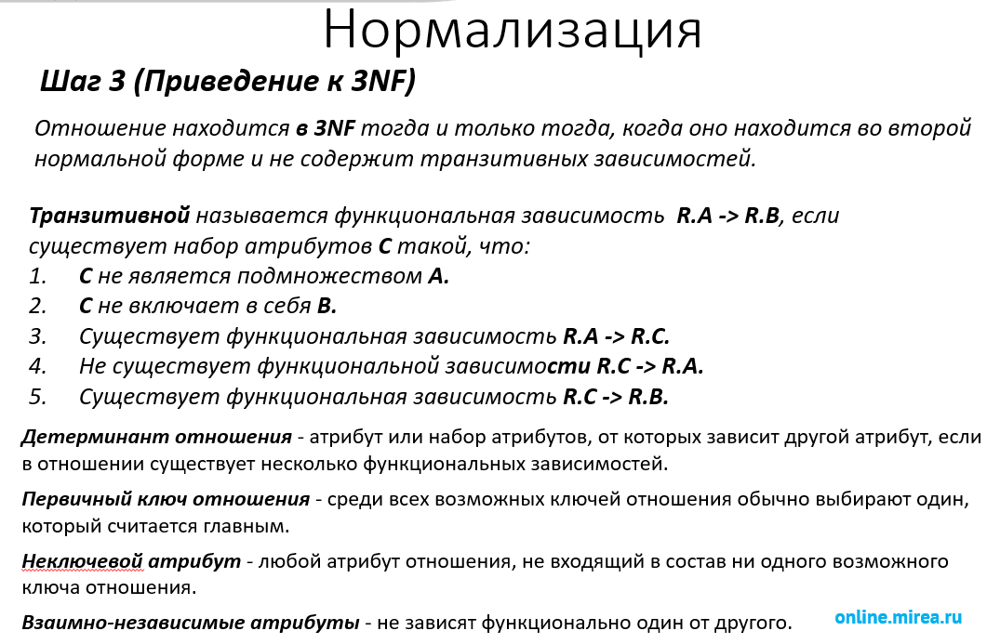 Нормализация
Шаг 3 (Приведение к 3NF)
Отношение находится в 3NF тогда и только тогда, когда оно находится во второй
нормальной форме и не содержит транзитивных зависимостей.
Транзитивной называется функциональная зависимость R.A -> R.B, если
существует набор атрибутов C такой, что:
1. C не является подмножеством A.
2. C не включает в себя B.
3. Существует функциональная зависимость R.A -> R.C.
4. Не существует функциональной зависимости R.C -> R.A.
5. Существует функциональная зависимость R.C -> R.B.
Детерминант отношения - атрибут или набор атрибутов, от которых зависит другой атрибут, если
в отношении существует несколько функциональных зависимостей.
Первичный ключ отношения - среди всех возможных ключей отношения обычно выбирают один,
который считается главным.
Неключевой атрибут - любой атрибут отношения, не входящий в состав ни одного возможного
ключа отношения.
Взаимно-независимые атрибуты - не зависят функционально один от другого.
online.mirea.ru